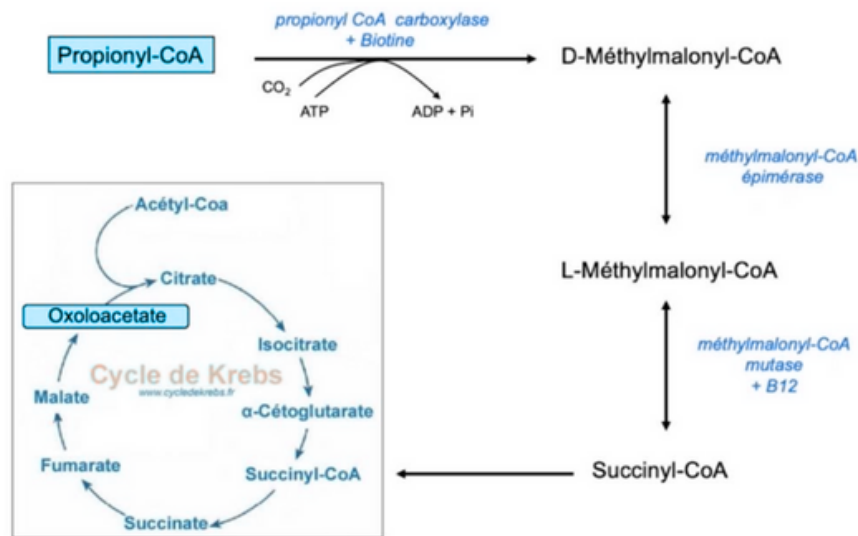 propionyl CoA carboxylase
+ Biotine
Propionyl-CoA
D-Méthylmalonyl-CoA
CO2
ATP
ADP + Pi
méthylmalonyl-CoA
épimérase
L-Méthylmalonyl-CoA
méthylmalonyl-CoA
mutase
+ B12
Succinyl-CoA
Acétyl-Coa
Citrate
Oxoloacetate
Isocitrate
Cycle de Krebs
www.cycledekrebs.fr
Malate
α-Cétoglutarate
Fumarate
Succinyl-CoA
Succinate